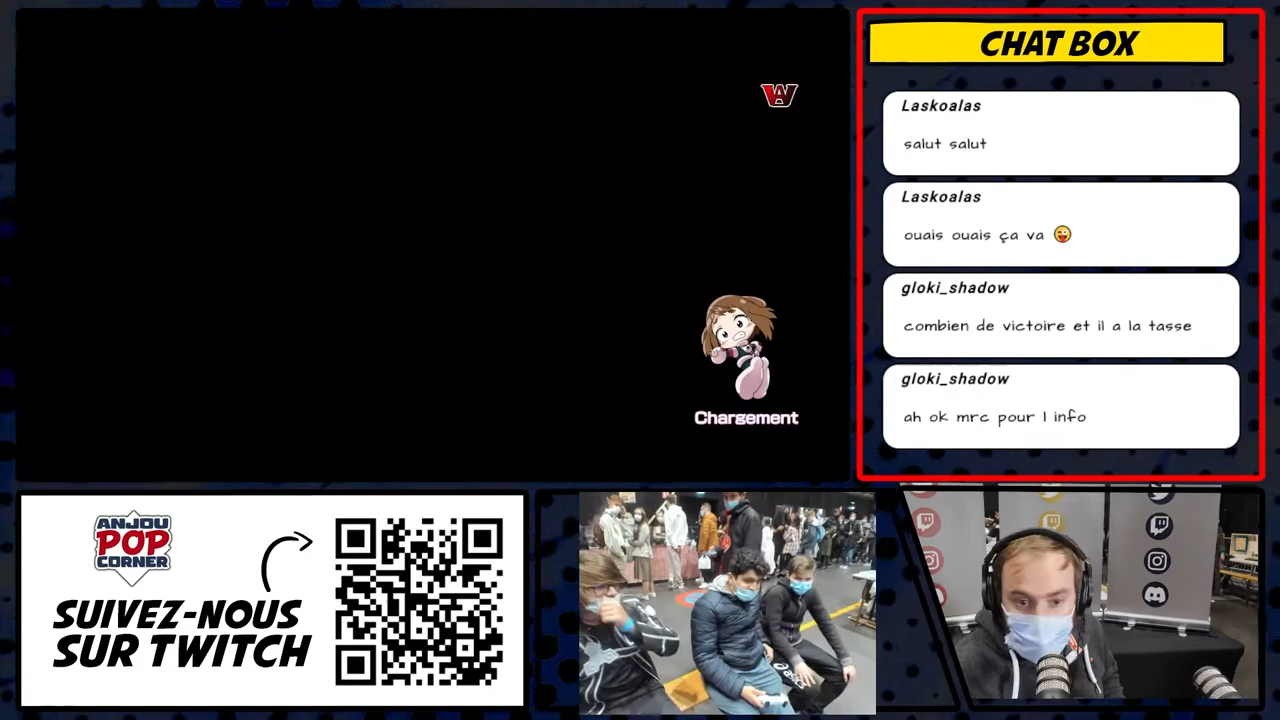 CHAT BOX
Laskoalas
salut salut
Laskoalas
ouais ouais ça va 😜
gloki_shadow
combien de victoire et il a la tasse
gloki_shadow
ah ok mrc pour l info
Chargement
ANJOU
POP
CORNER
SUIVEZ-NOUS
SUR TWITCH